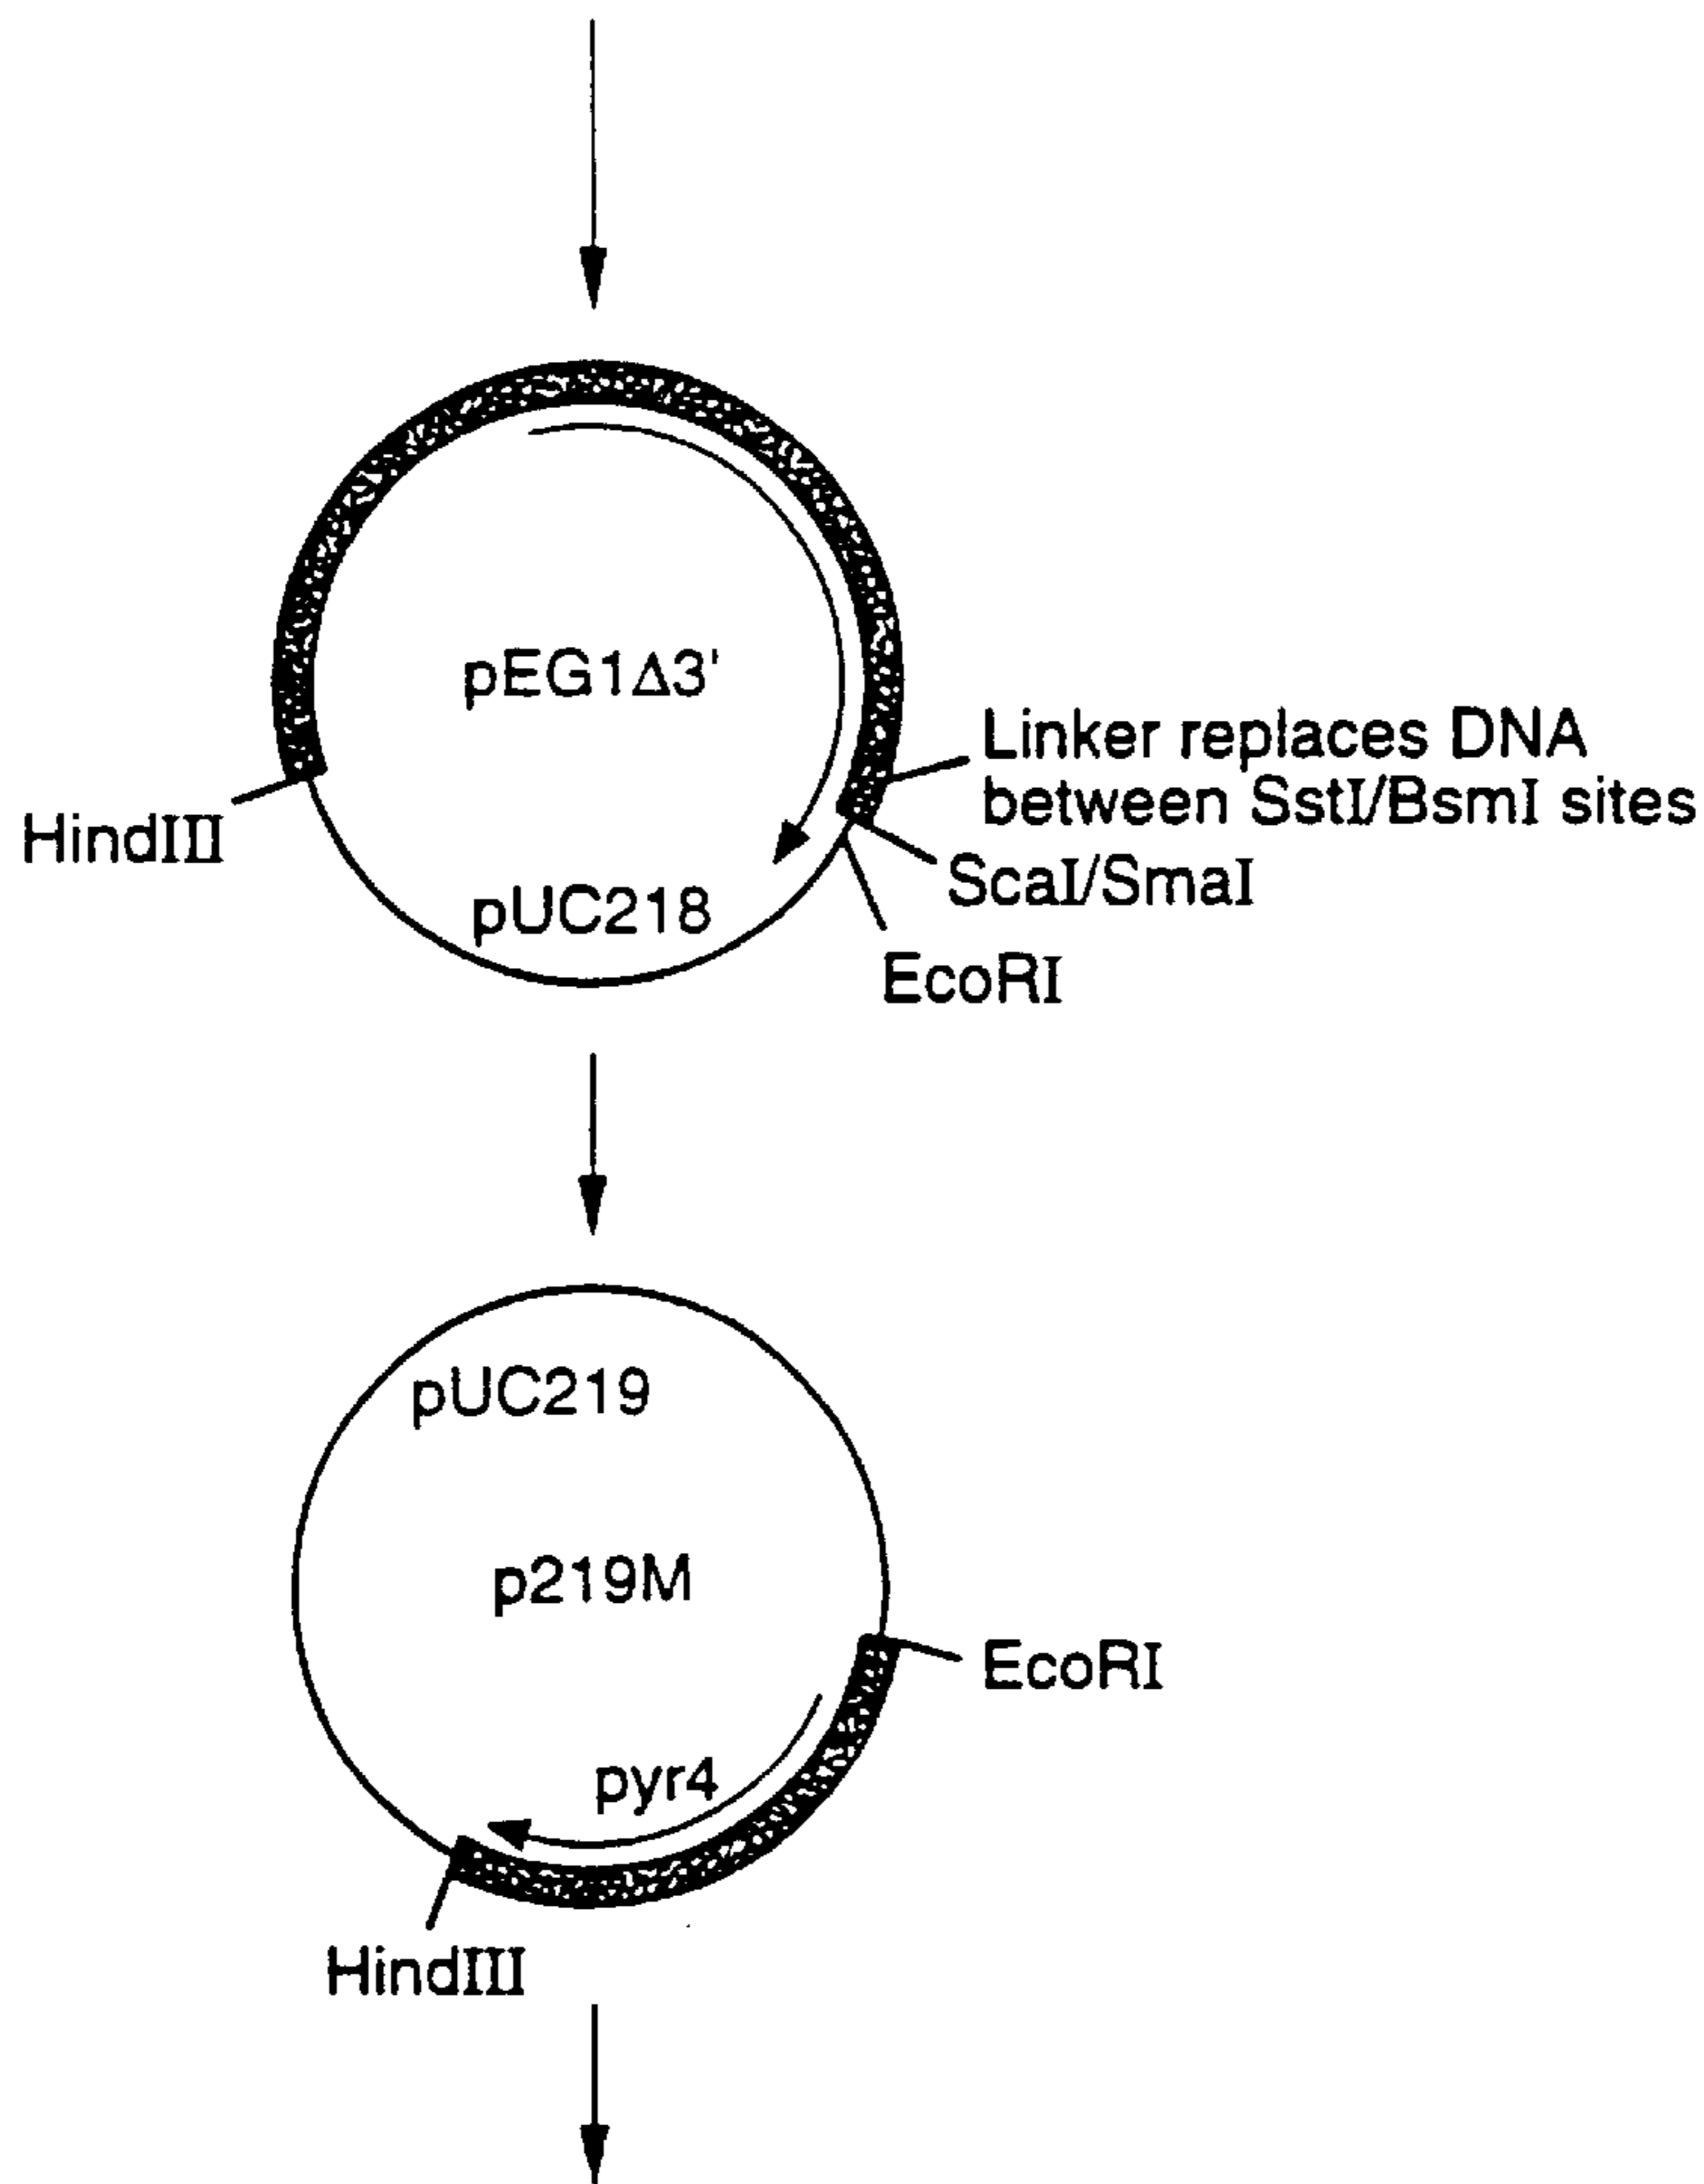 pEG1Δ3'
Linker replaces DNA
between SstI/BsmI sites
HindIII
ScaI/SmaI
pUC218
EcoRI
pUC219
p219M
EcoRI
pyr4
HindIII